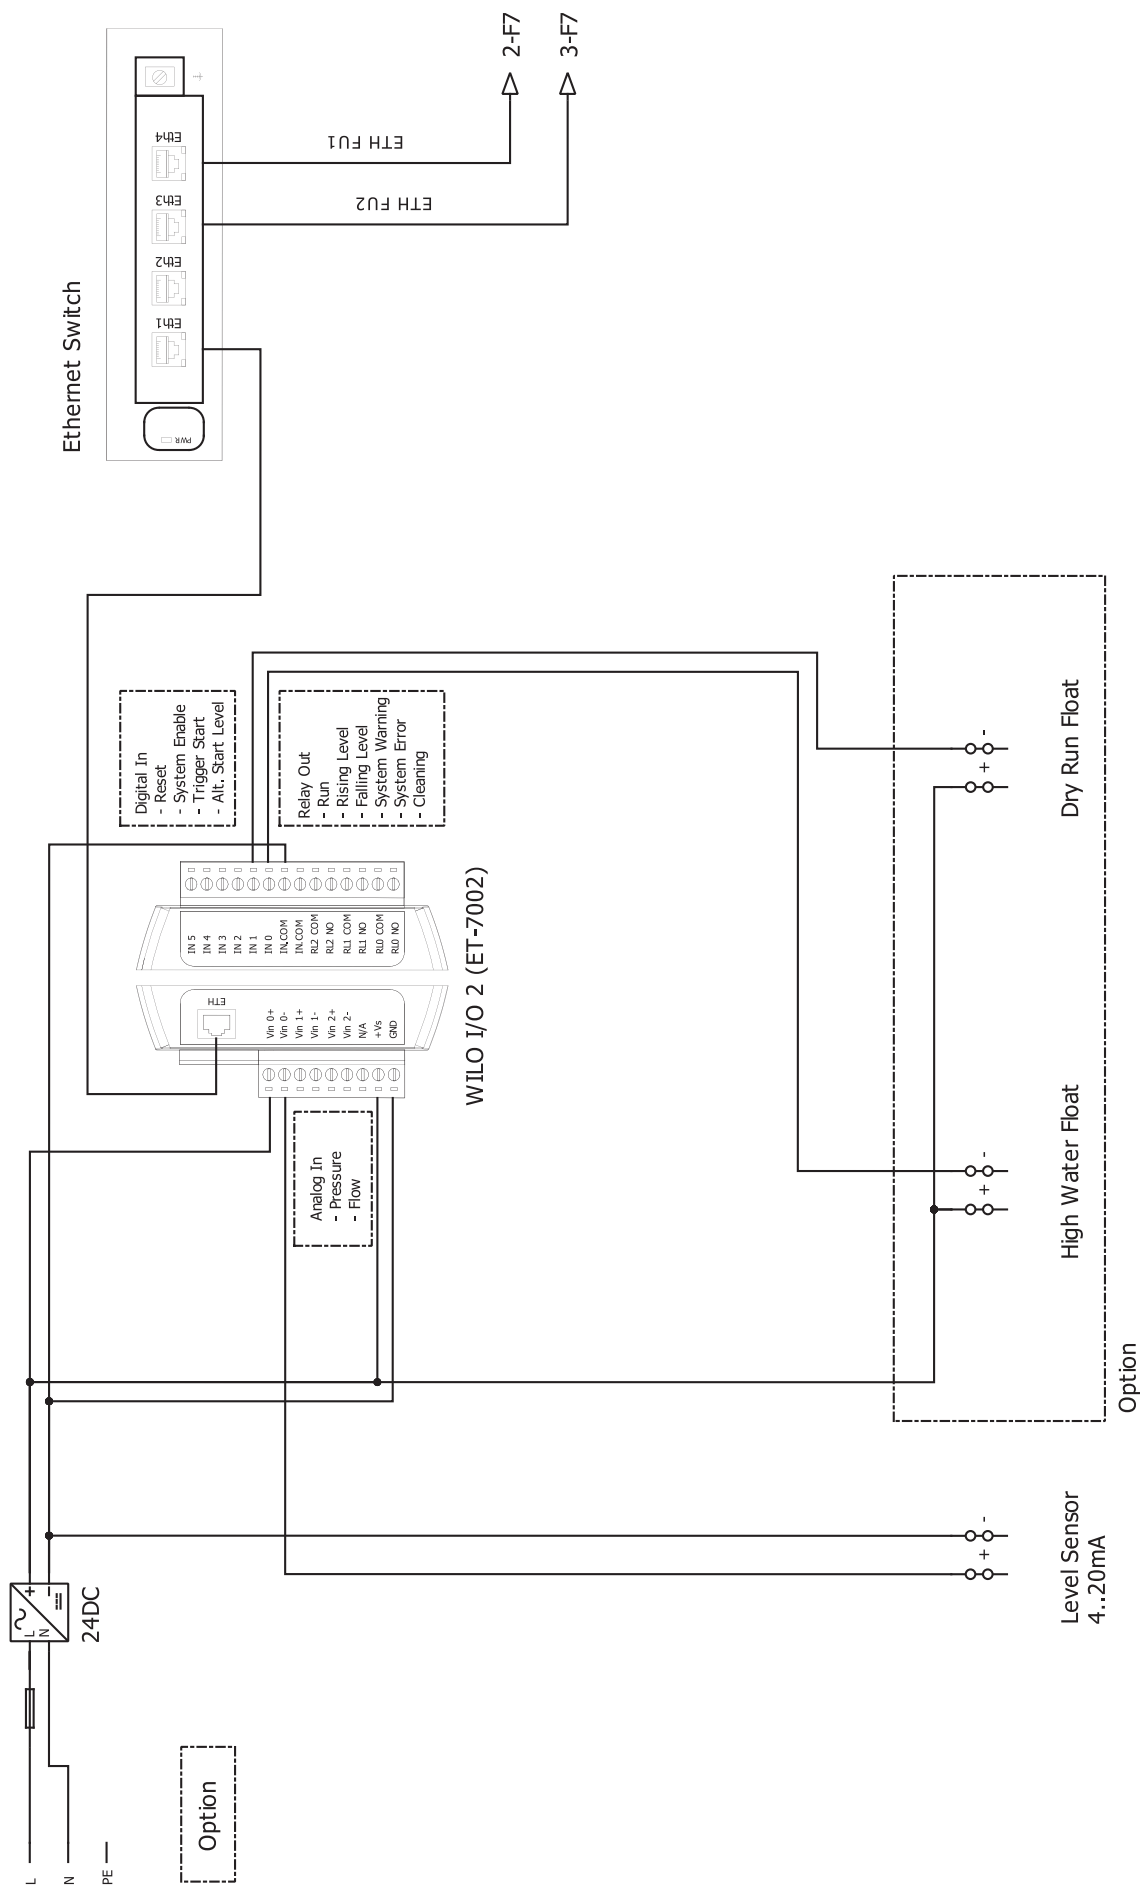 L
N
PE
Option
L
N
+
-
24DC
Ethernet Switch
PWR
Eth1
Eth2
Eth3
Eth4
ETH FU1
ETH FU2
2-F7
3-F7
Digital In
- Reset
- System Enable
- Trigger Start
- Alt. Start Level
Relay Out
- Run
- Rising Level
- Falling Level
- System Warning
- System Error
- Cleaning
IN 5
IN 4
IN 3
IN 2
IN 1
IN 0
IN.COM
IN.COM
RL2 COM
RL2 NO
RL1 COM
RL1 NO
RL0 COM
RL0 NO
ETH
Vin 0+
Vin 0-
Vin 1+
Vin 1-
Vin 2+
Vin 2-
N/A
+Vs
GND
WILO I/O 2 (ET-7002)
Analog In
- Pressure
- Flow
+ -
Level Sensor
4..20mA
+ -
High Water Float
+ -
Dry Run Float
Option